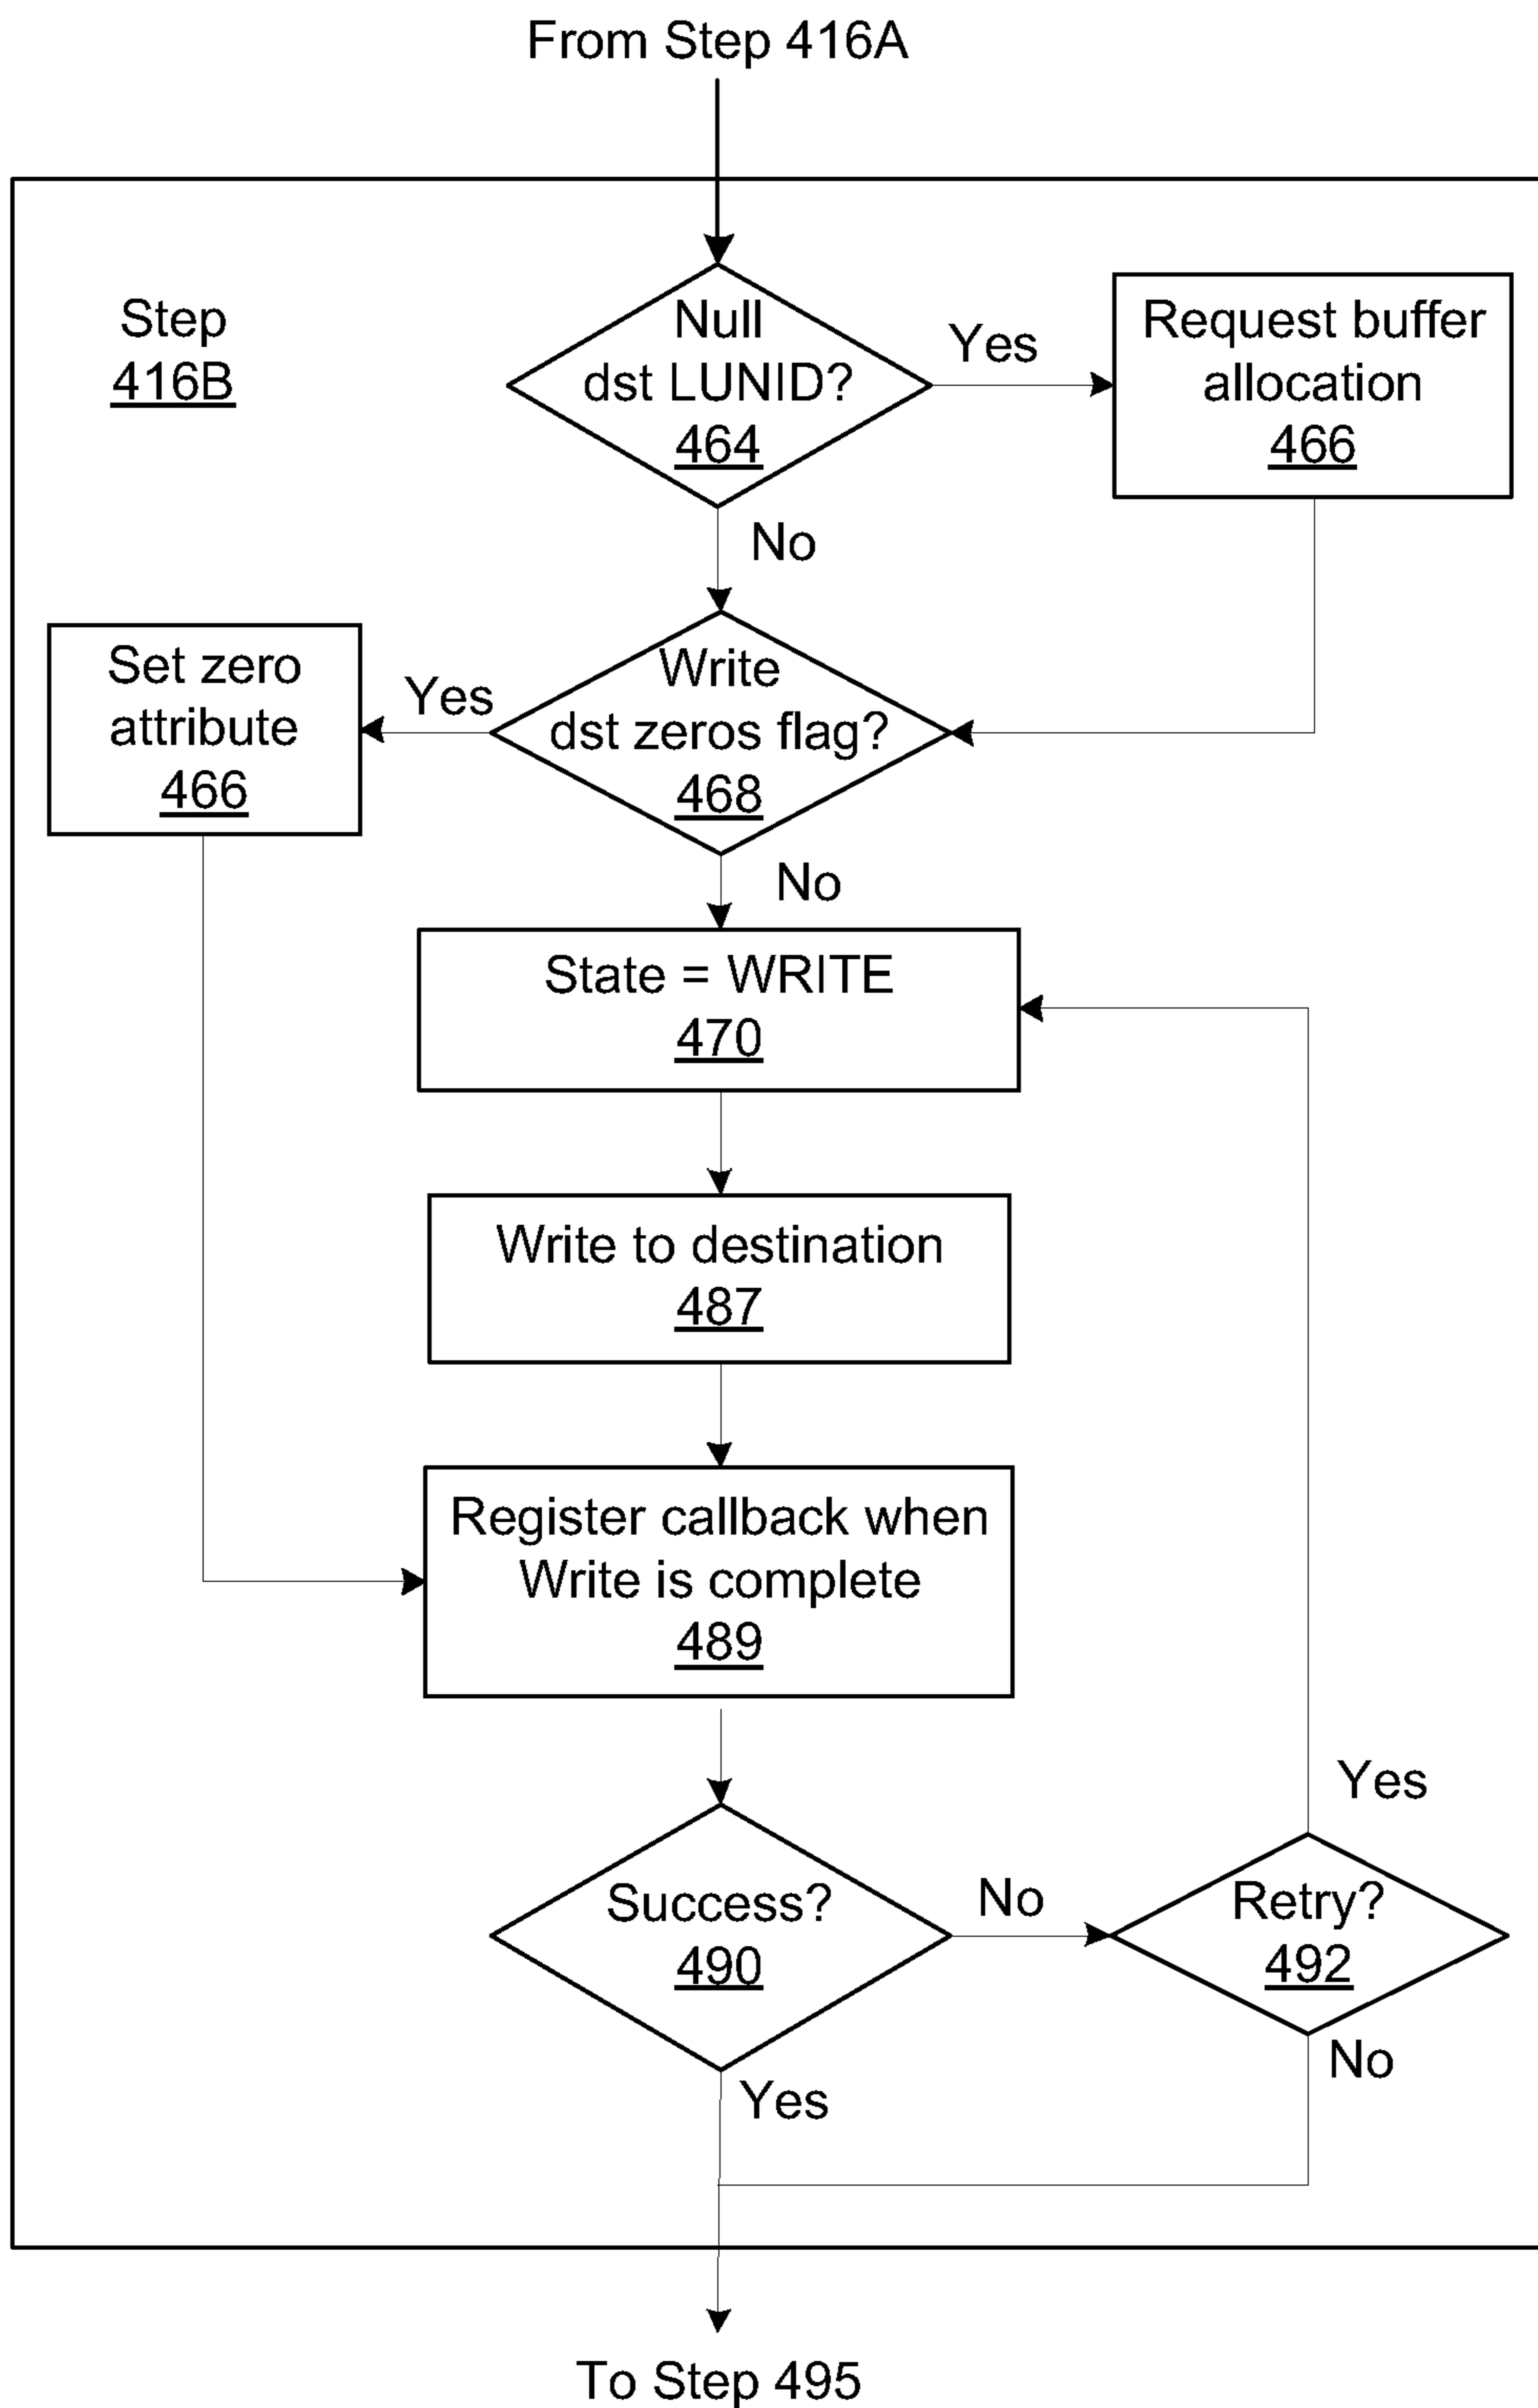 From Step 416A
Step
416B
Null
dst LUNID?
464
Yes
Request buffer
allocation
466
No
Set zero
attribute
466
Yes
Write
dst zeros flag?
468
No
State = WRITE
470
Write to destination
487
Register callback when
Write is complete
489
Yes
Success?
490
No
Retry?
492
Yes
No
To Step 495